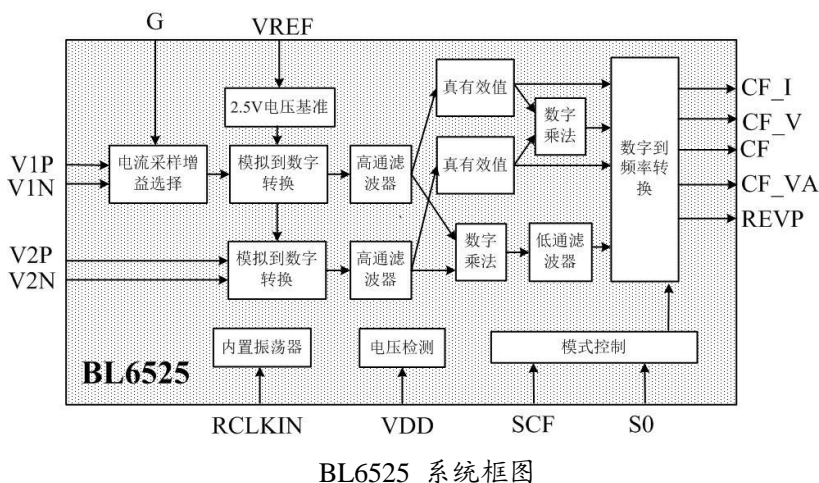 G
VREF
2.5V电压基准
真有效值
CF_I
CF_V
CF
CF_VA
REVP
V1P
V1N
电流采样增
益选择
模拟到数字
转换
高通滤
波器
真有效值
数字
乘法
数字到
频率转
换
V2P
V2N
模拟到数字
转换
高通滤
波器
数字
乘法
低通滤
波器
内置振荡器
电压检测
模式控制
BL6525
RCLKIN
VDD
SCF
S0
BL6525 系统框图